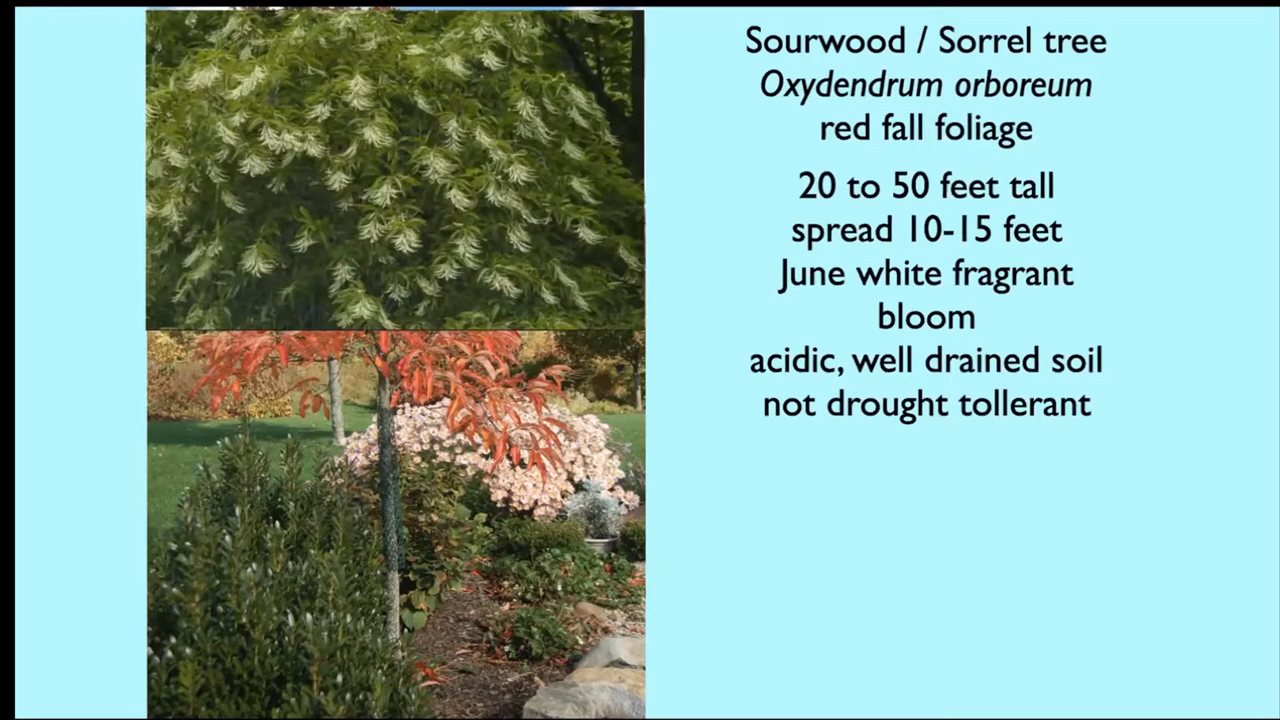 Sourwood / Sorrel tree
Oxydendrum orboreum
red fall foliage
20 to 50 feet tall
spread 10-15 feet
June white fragrant
bloom
acidic, well drained soil
not drought tollerant